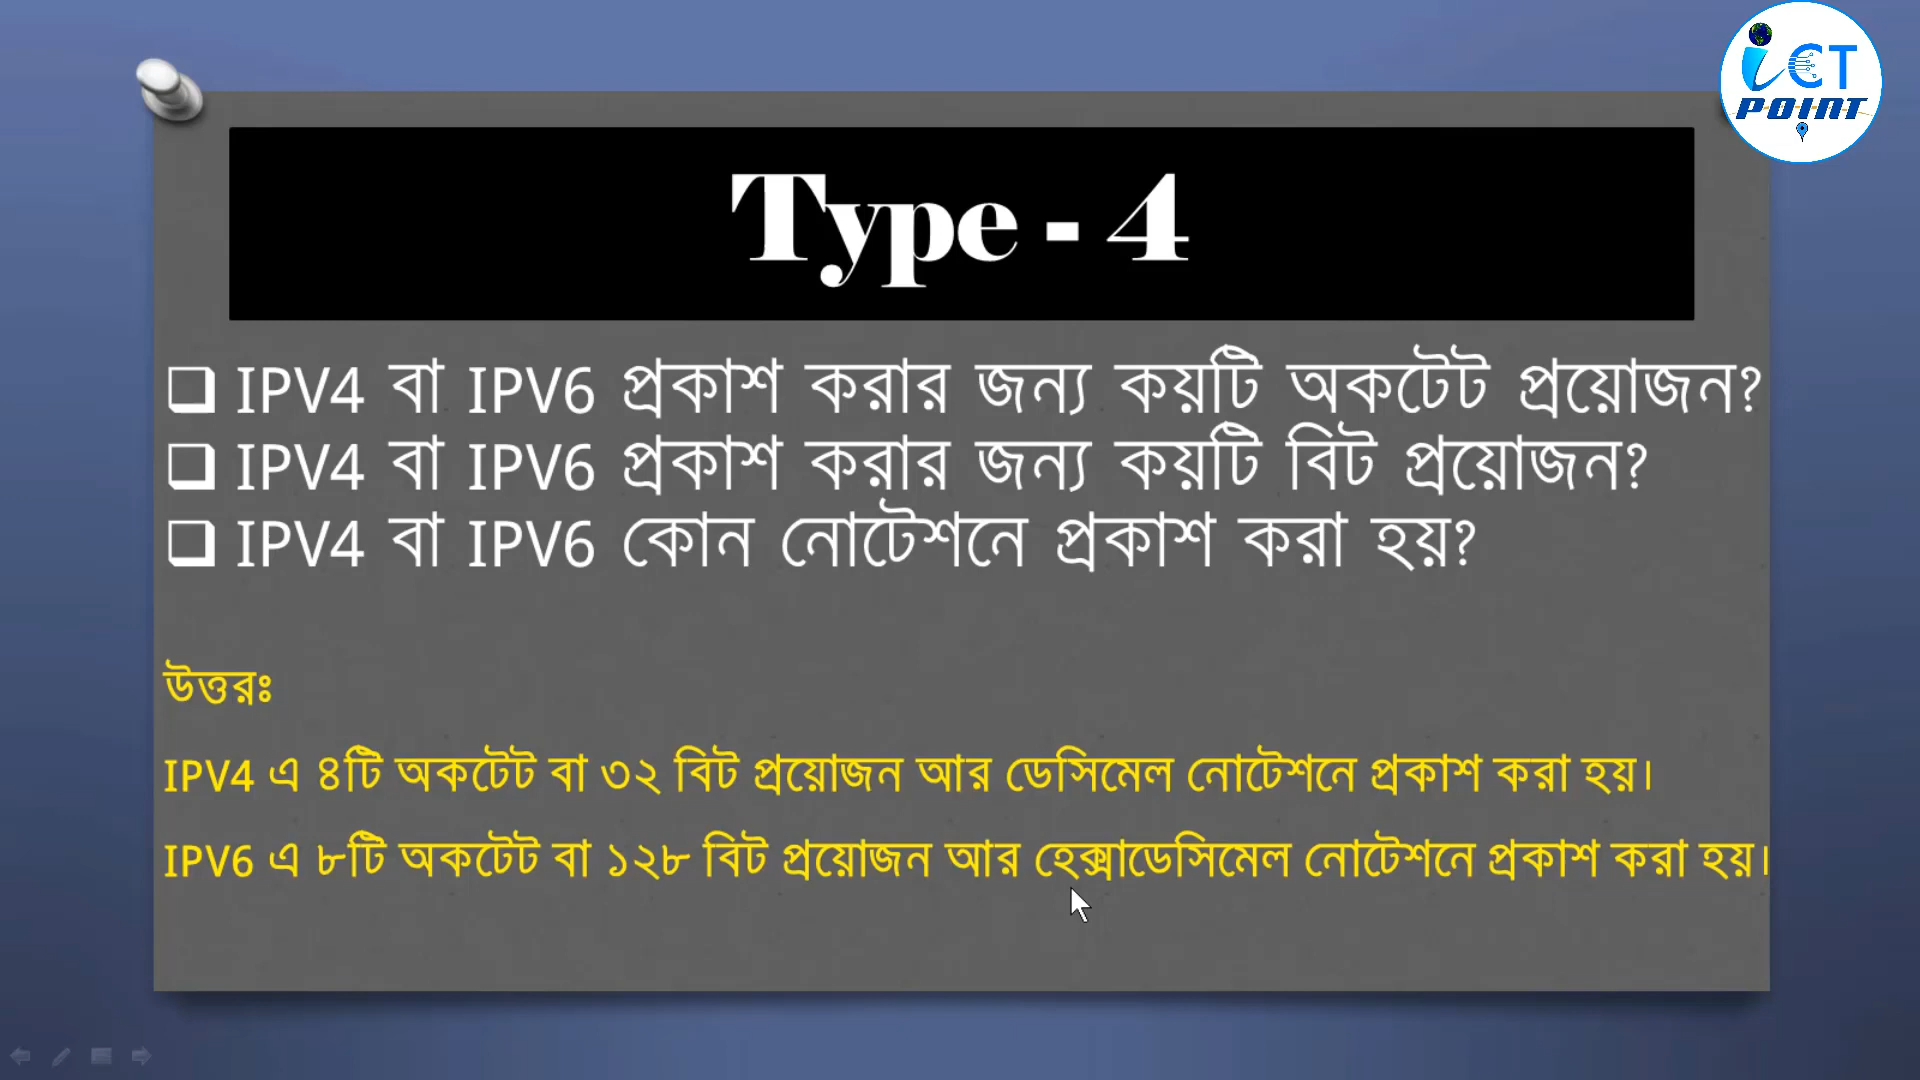 iCT
POINT
Type - 4
❑ IPV4 বা IPV6 প্রকাশ করার জন্য কয়টি অকটেট প্রয়োজন?
❑ IPV4 বা IPV6 প্রকাশ করার জন্য কয়টি বিট প্রয়োজন?
❑ IPV4 বা IPV6 কোন নোটেশনে প্রকাশ করা হয়?
উত্তরঃ
IPV4 এ ৪টি অকটেট বা ৩২ বিট প্রয়োজন আর ডেসিমেল নোটেশনে প্রকাশ করা হয়।
IPV6 এ ৮টি অকটেট বা ১২৮ বিট প্রয়োজন আর হেক্সাডেসিমেল নোটেশনে প্রকাশ করা হয়।